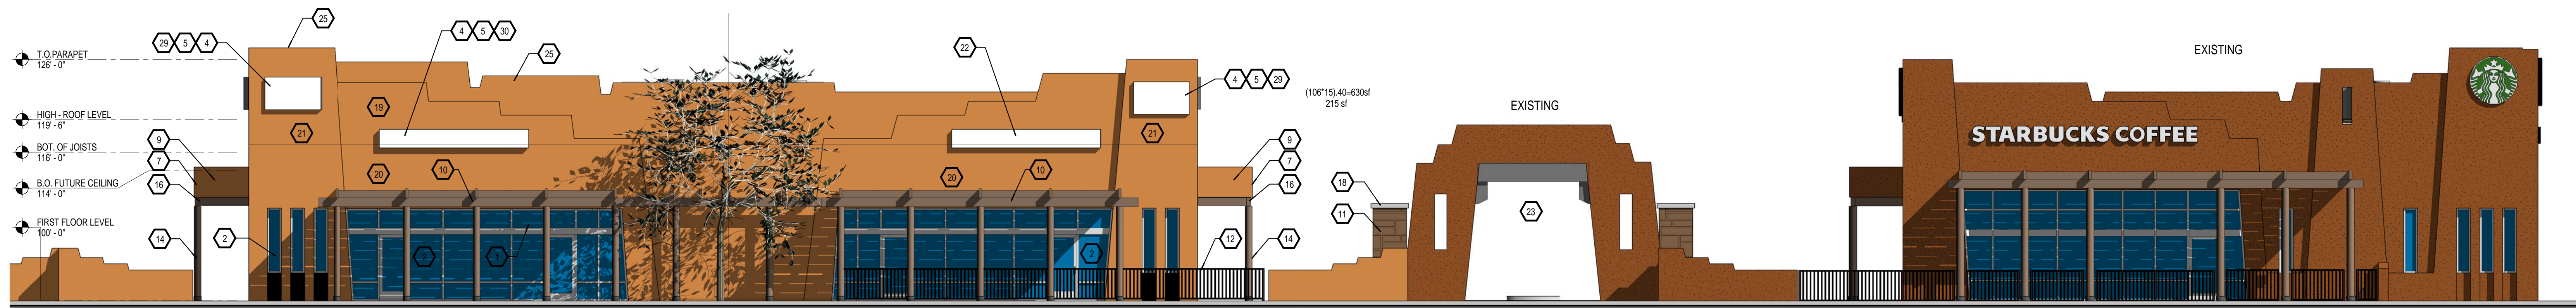 25
29 5 4
4 5 30
25
22
EXISTING
T.O.PARAPET
126' - 0"
4 5 29
(106*15).40=630sf
215 sf
EXISTING
19
HIGH - ROOF LEVEL
119' - 6"
21
21
STARBUCKS COFFEE
9
9
BOT. OF JOISTS
116' - 0"
7
7
20
10
20
10
16
16
18
B.O. FUTURE CEILING
114' - 0"
11
23
FIRST FLOOR LEVEL
100' - 0"
14
2
2
1
2
12
14